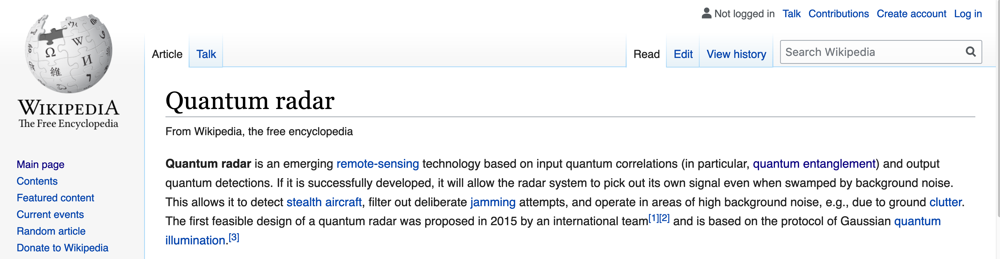 Not logged in Talk Contributions Create account Log in
Article Talk Read Edit View history Search Wikipedia
Ω W И 維 ウィ 7
WIKIPEDIA
The Free Encyclopedia
Main page
Contents
Featured content
Current events
Random article
Donate to Wikipedia
Quantum radar
From Wikipedia, the free encyclopedia
Quantum radar is an emerging remote-sensing technology based on input quantum correlations (in particular, quantum entanglement) and output
quantum detections. If it is successfully developed, it will allow the radar system to pick out its own signal even when swamped by background noise.
This allows it to detect stealth aircraft, filter out deliberate jamming attempts, and operate in areas of high background noise, e.g., due to ground clutter.
The first feasible design of a quantum radar was proposed in 2015 by an international team[1][2] and is based on the protocol of Gaussian quantum
illumination.[3]